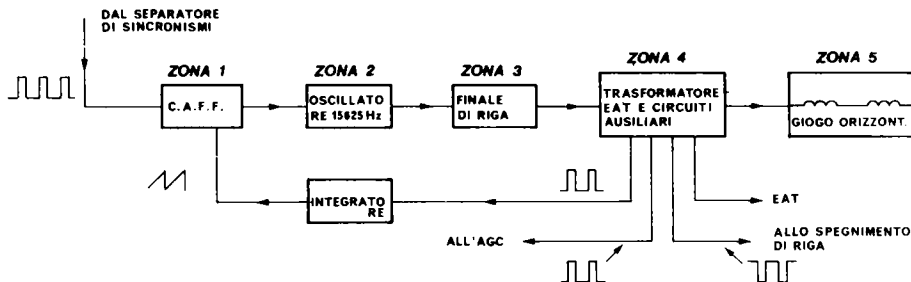 DAL SEPARATORE
DI SINCRONISMI
ZONA 1
ZONA 2
ZONA 3
ZONA 4
ZONA 5
C.A.F.F.
OSCILLATO
RE 15625 Hz
FINALE
DI RIGA
TRASFORMATORE
EAT E CIRCUITI
AUSILIARI
GIOGO ORIZZONT.
INTEGRATO
RE
EAT
ALL'AGC
ALLO SPEGNIMENTO
DI RIGA